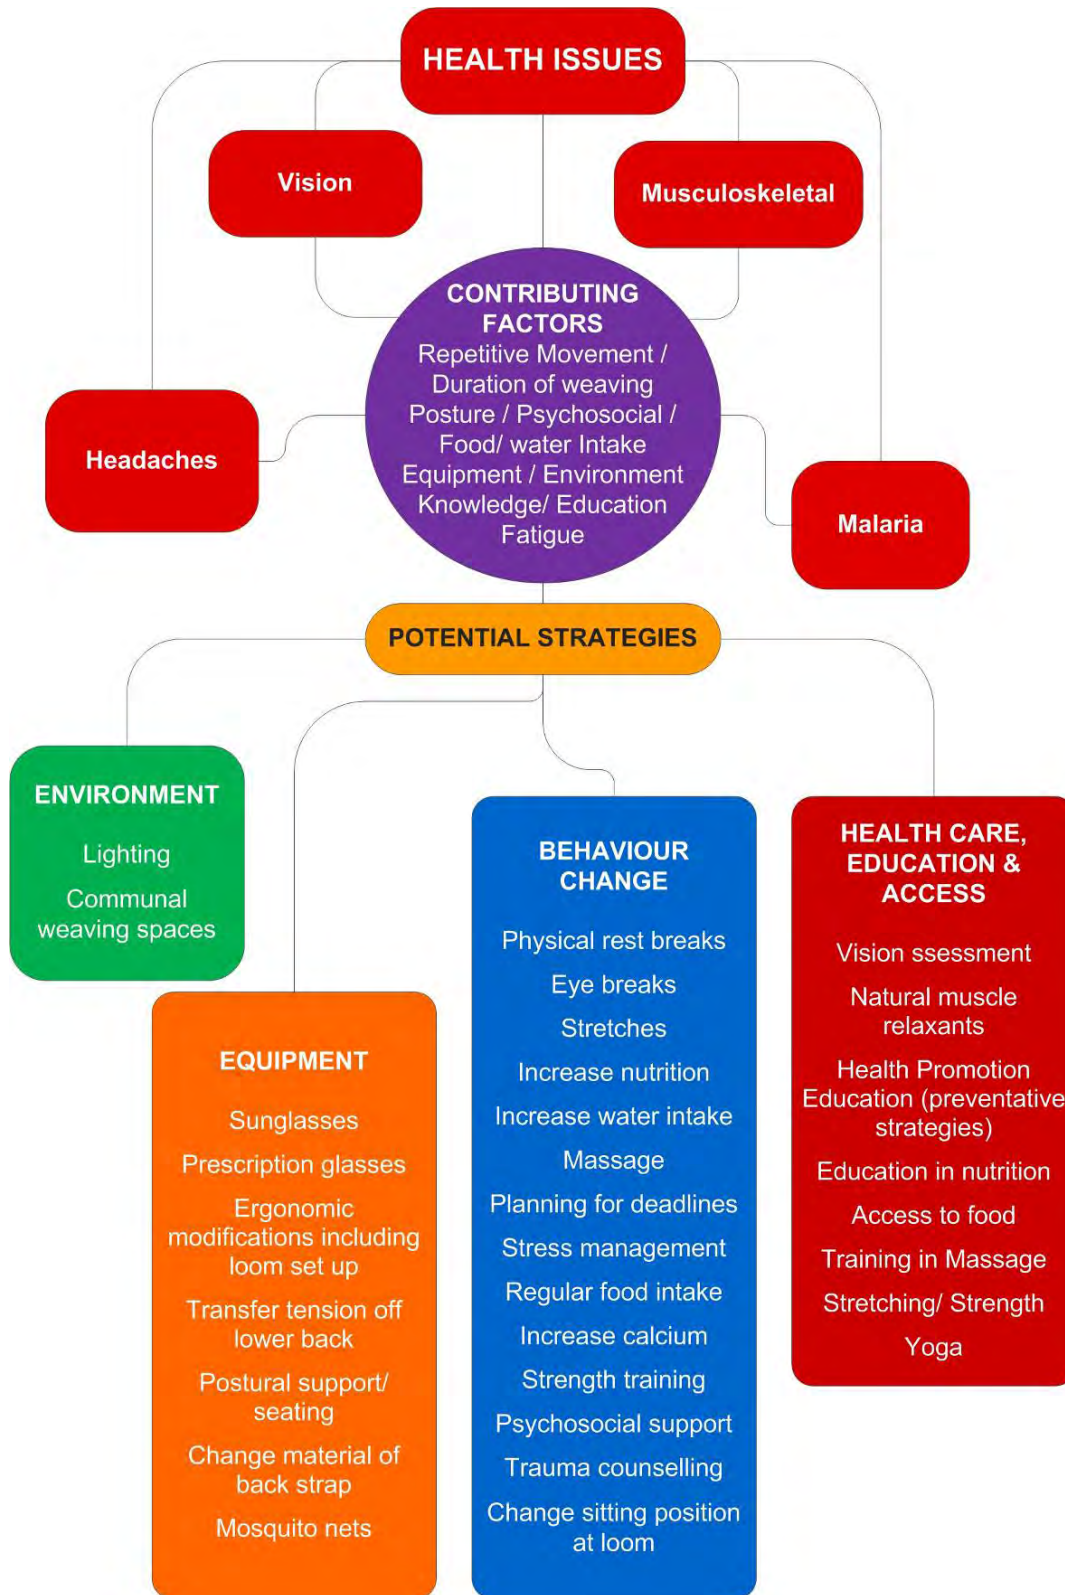 HEALTH ISSUES
Vision
Musculoskeletal
CONTRIBUTING
FACTORS
Repetitive Movement /
Duration of weaving
Posture / Psychosocial /
Food/ water Intake
Equipment / Environment
Knowledge/ Education
Fatigue
Headaches
Malaria
POTENTIAL STRATEGIES
ENVIRONMENT
Lighting
Communal
weaving spaces
EQUIPMENT
Sunglasses
Prescription glasses
Ergonomic
modifications including
loom set up
Transfer tension off
lower back
Postural support/
seating
Change material of
back strap
Mosquito nets
BEHAVIOUR
CHANGE
Physical rest breaks
Eye breaks
Stretches
Increase nutrition
Increase water intake
Massage
Planning for deadlines
Stress management
Regular food intake
Increase calcium
Strength training
Psychosocial support
Trauma counselling
Change sitting position
at loom
HEALTH CARE,
EDUCATION &
ACCESS
Vision ssessment
Natural muscle
relaxants
Health Promotion
Education (preventative
strategies)
Education in nutrition
Access to food
Training in Massage
Stretching/ Strength
Yoga